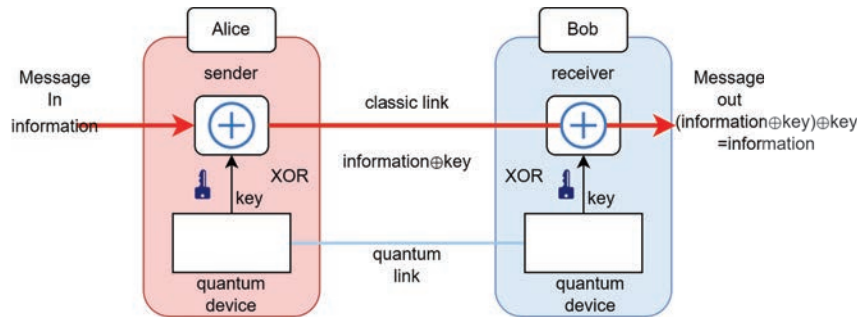 Alice
Bob
sender
receiver
Message
In
information
classic link
information⊕key
Message
out
(information⊕key)⊕key
=information
XOR
key
XOR
key
quantum
device
quantum
link
quantum
device